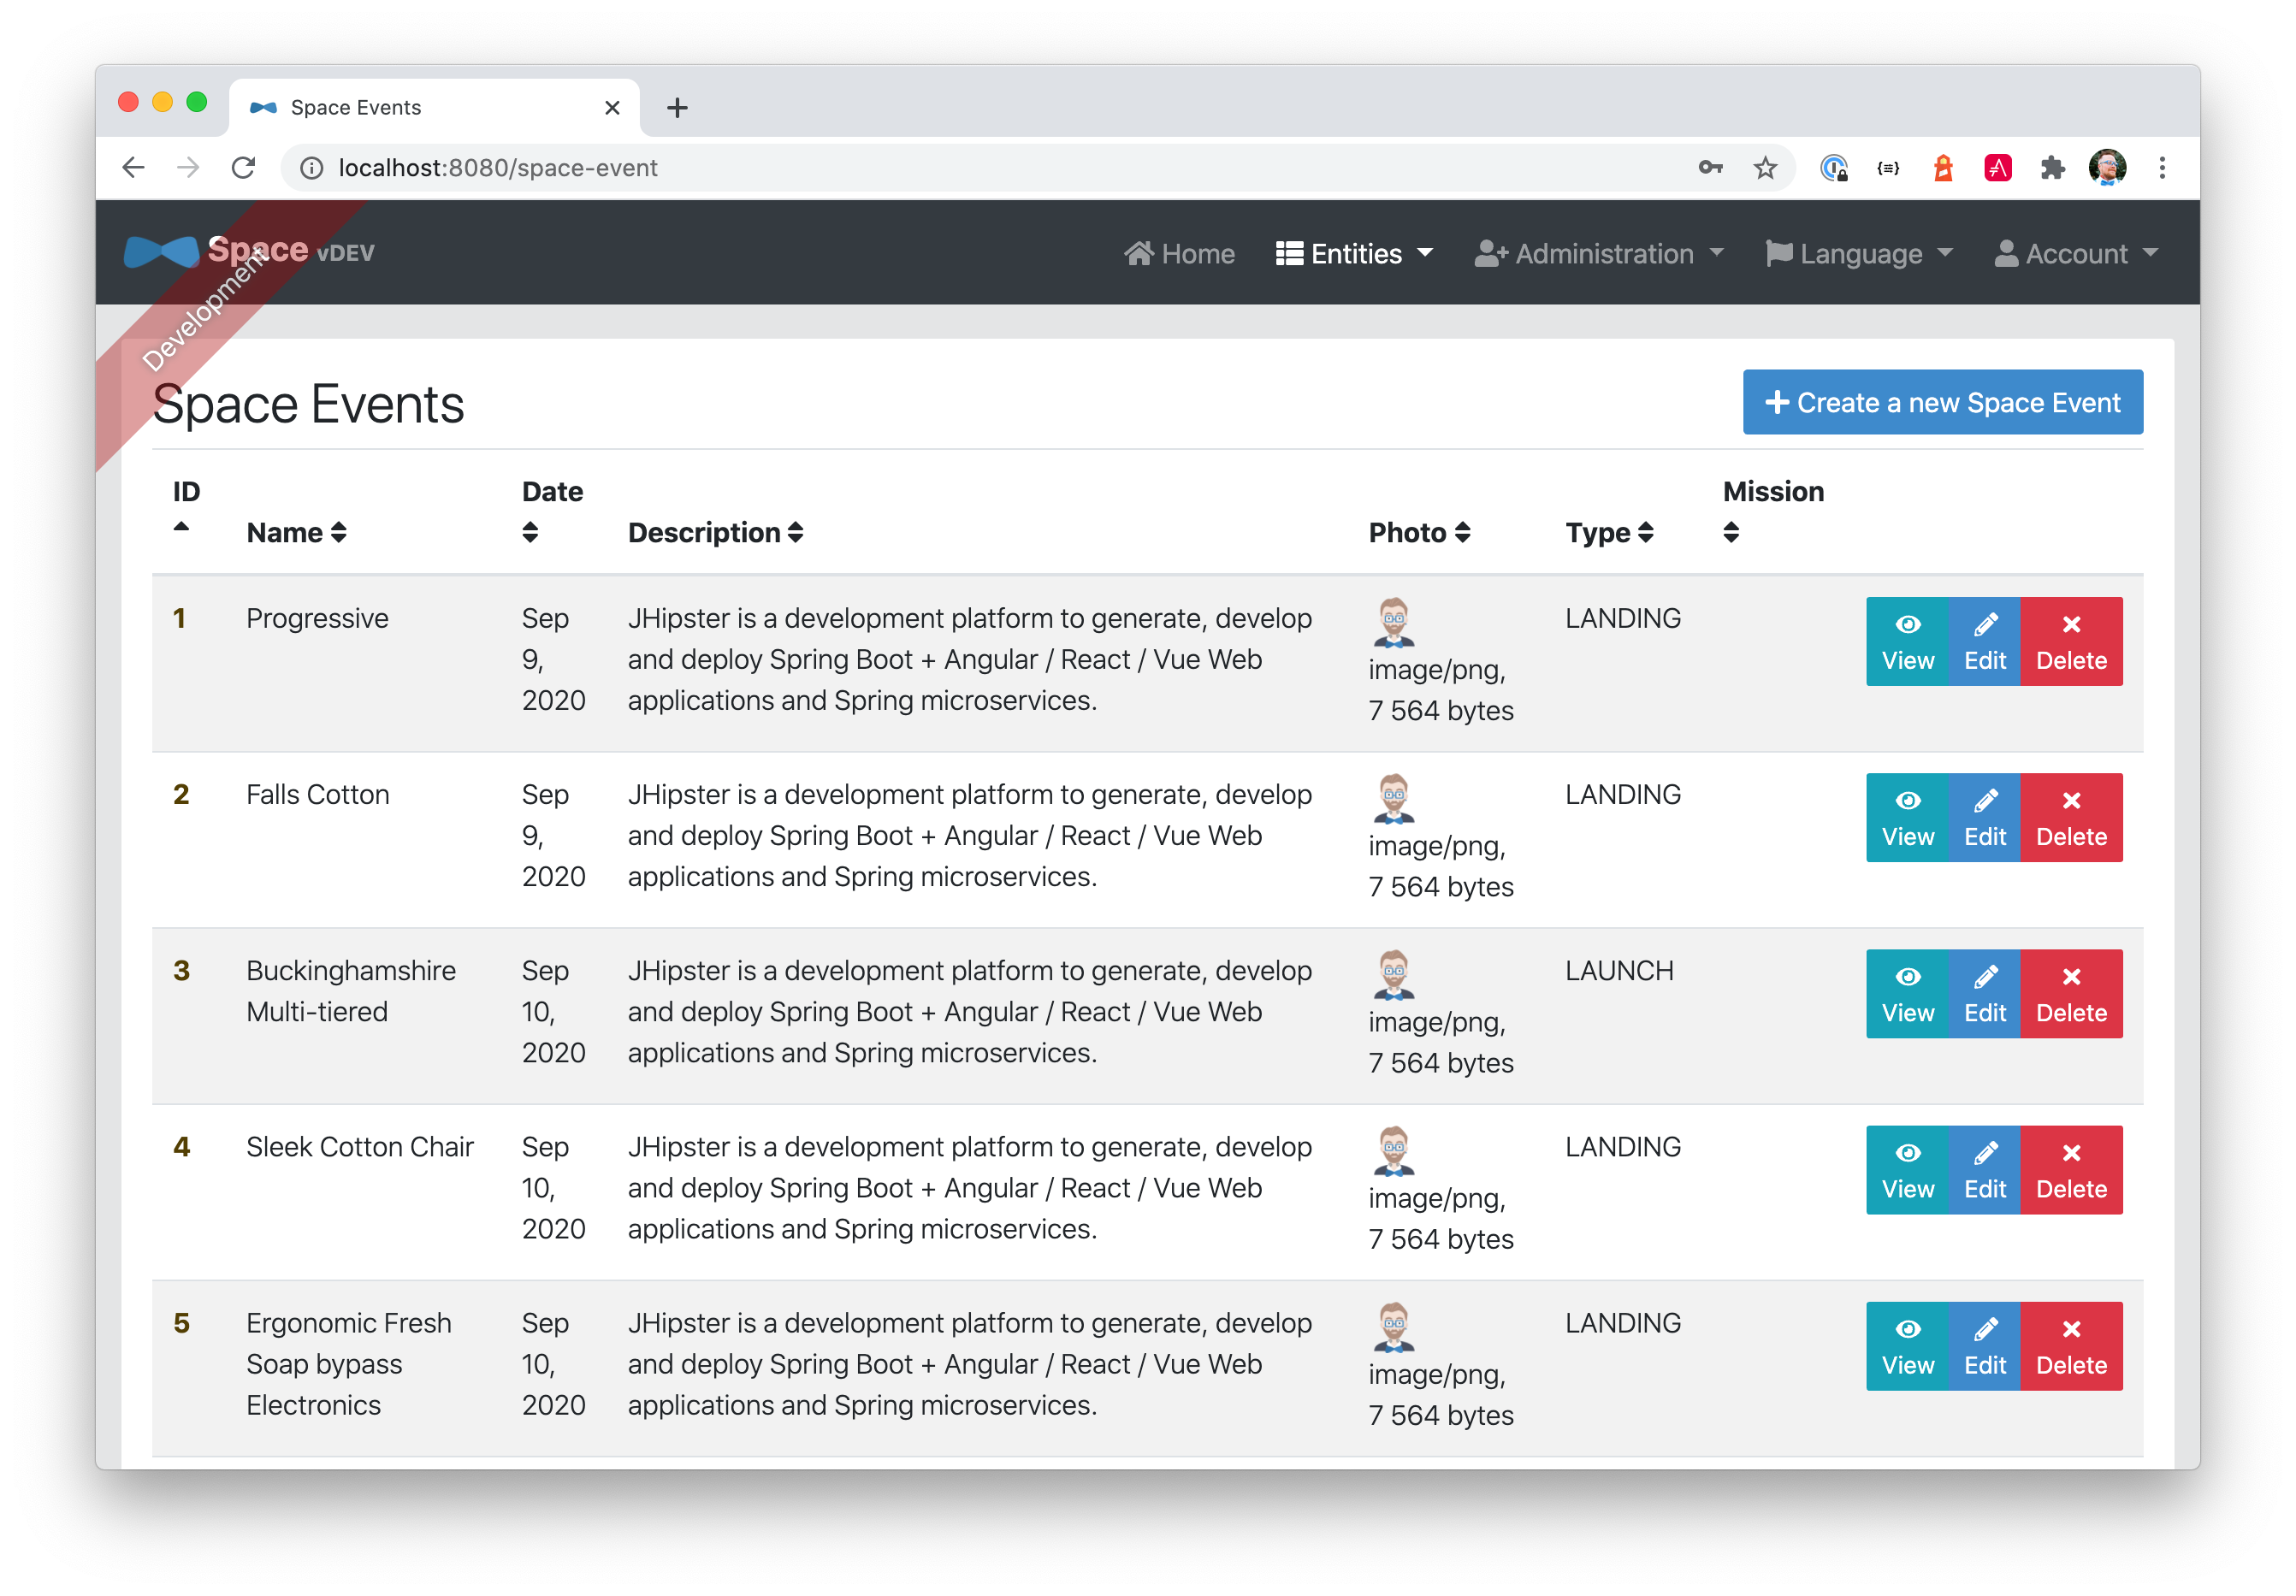 Space Events
localhost:8080/space-event
Space vDEV
Home
Entities
Administration
Language
Account
Development
Space Events
+ Create a new Space Event
ID
Name
Date
Description
Photo
Type
Mission
1
Progressive
Sep
9,
2020
JHipster is a development platform to generate, develop
and deploy Spring Boot + Angular / React / Vue Web
applications and Spring microservices.
image/png,
7 564 bytes
LANDING
View
Edit
Delete
2
Falls Cotton
Sep
9,
2020
JHipster is a development platform to generate, develop
and deploy Spring Boot + Angular / React / Vue Web
applications and Spring microservices.
image/png,
7 564 bytes
LANDING
View
Edit
Delete
3
Buckinghamshire
Multi-tiered
Sep
10,
2020
JHipster is a development platform to generate, develop
and deploy Spring Boot + Angular / React / Vue Web
applications and Spring microservices.
image/png,
7 564 bytes
LAUNCH
View
Edit
Delete
4
Sleek Cotton Chair
Sep
10,
2020
JHipster is a development platform to generate, develop
and deploy Spring Boot + Angular / React / Vue Web
applications and Spring microservices.
image/png,
7 564 bytes
LANDING
View
Edit
Delete
5
Ergonomic Fresh
Soap bypass
Electronics
Sep
10,
2020
JHipster is a development platform to generate, develop
and deploy Spring Boot + Angular / React / Vue Web
applications and Spring microservices.
image/png,
7 564 bytes
LANDING
View
Edit
Delete